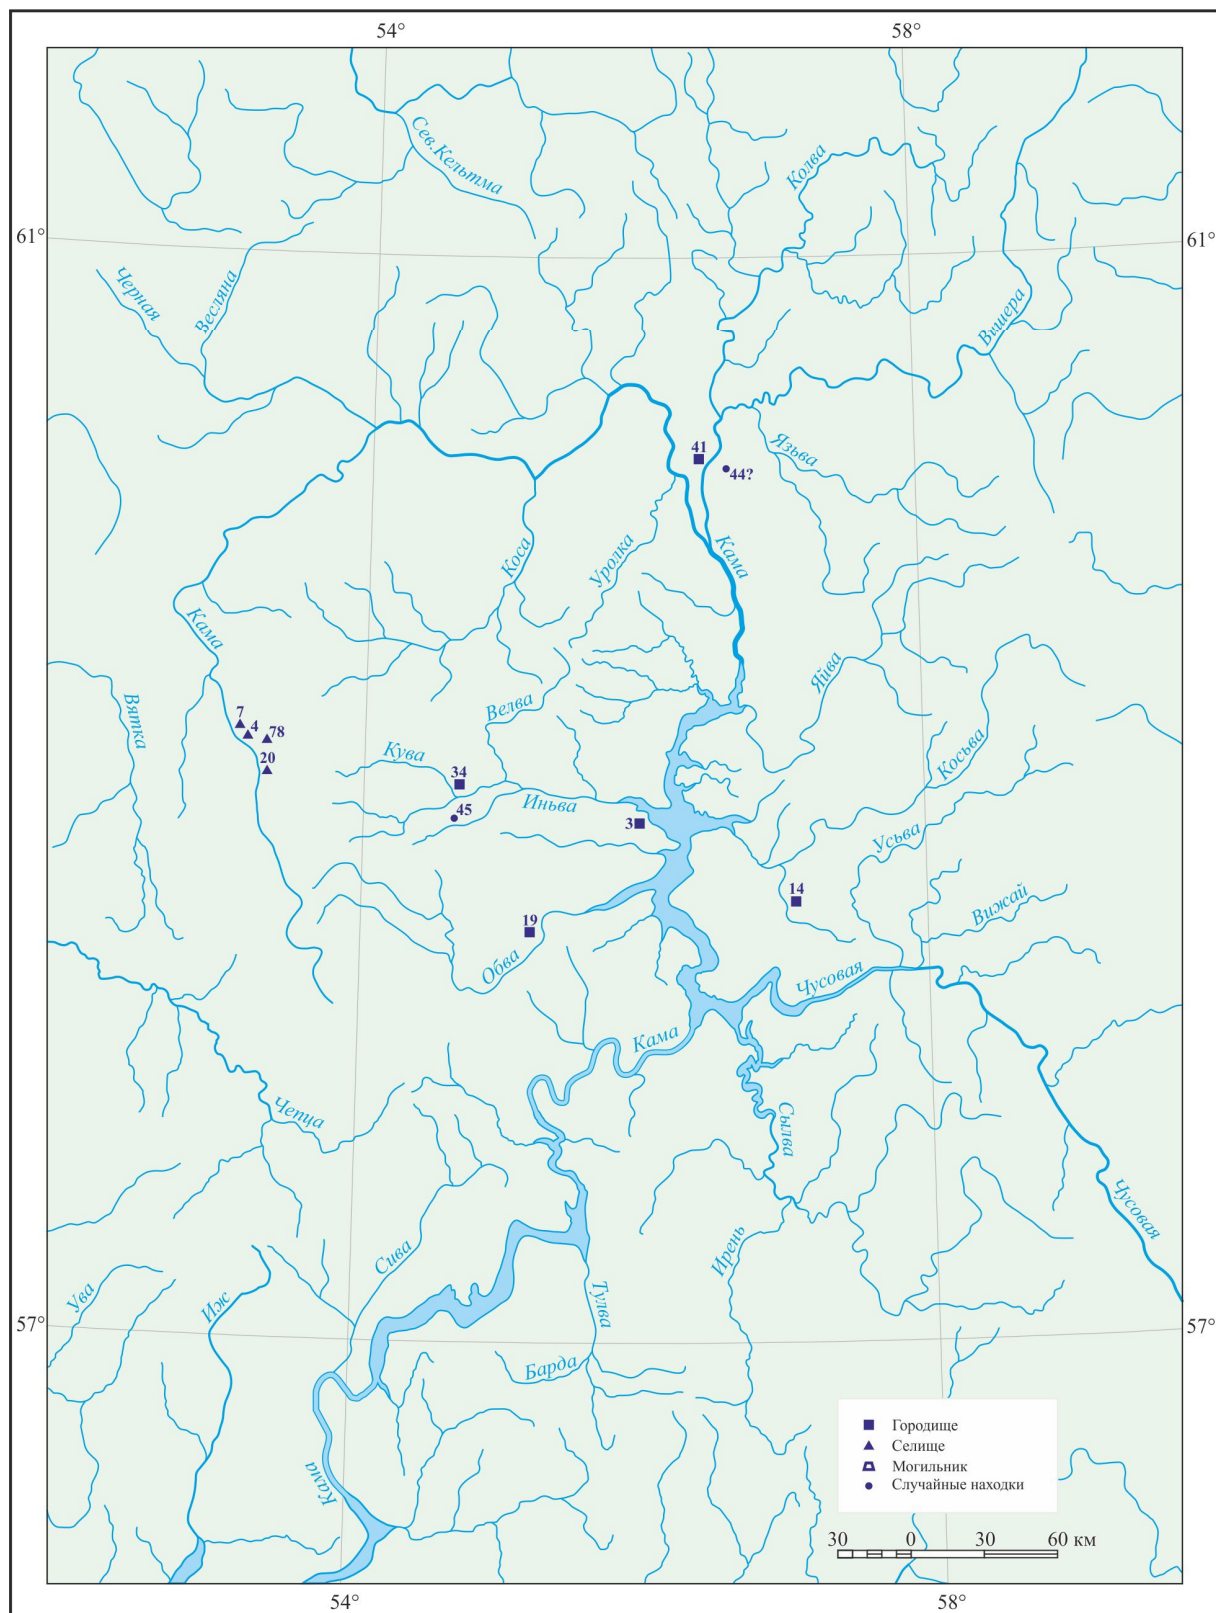 54° 58°
Сев.Кельтма
Колва
61° 61°
Черная
Весляна
Вишера
41
44?
Язьва
Коса
Уролка
Кама
Кама
Яйва
Вятка
7
4
78
20
Велва
Кува
34
Иньва
45
3
Косьва
Усьва
14
Вижай
19
Обва
Чусовая
Кама
Чепца
Сылва
Чусовая
Ирень
Сива
Ува
Иж
Тулва
57° 57°
Барда
Кама
Городище
Селище
Могильник
Случайные находки
30 0 30 60 км
54° 58°